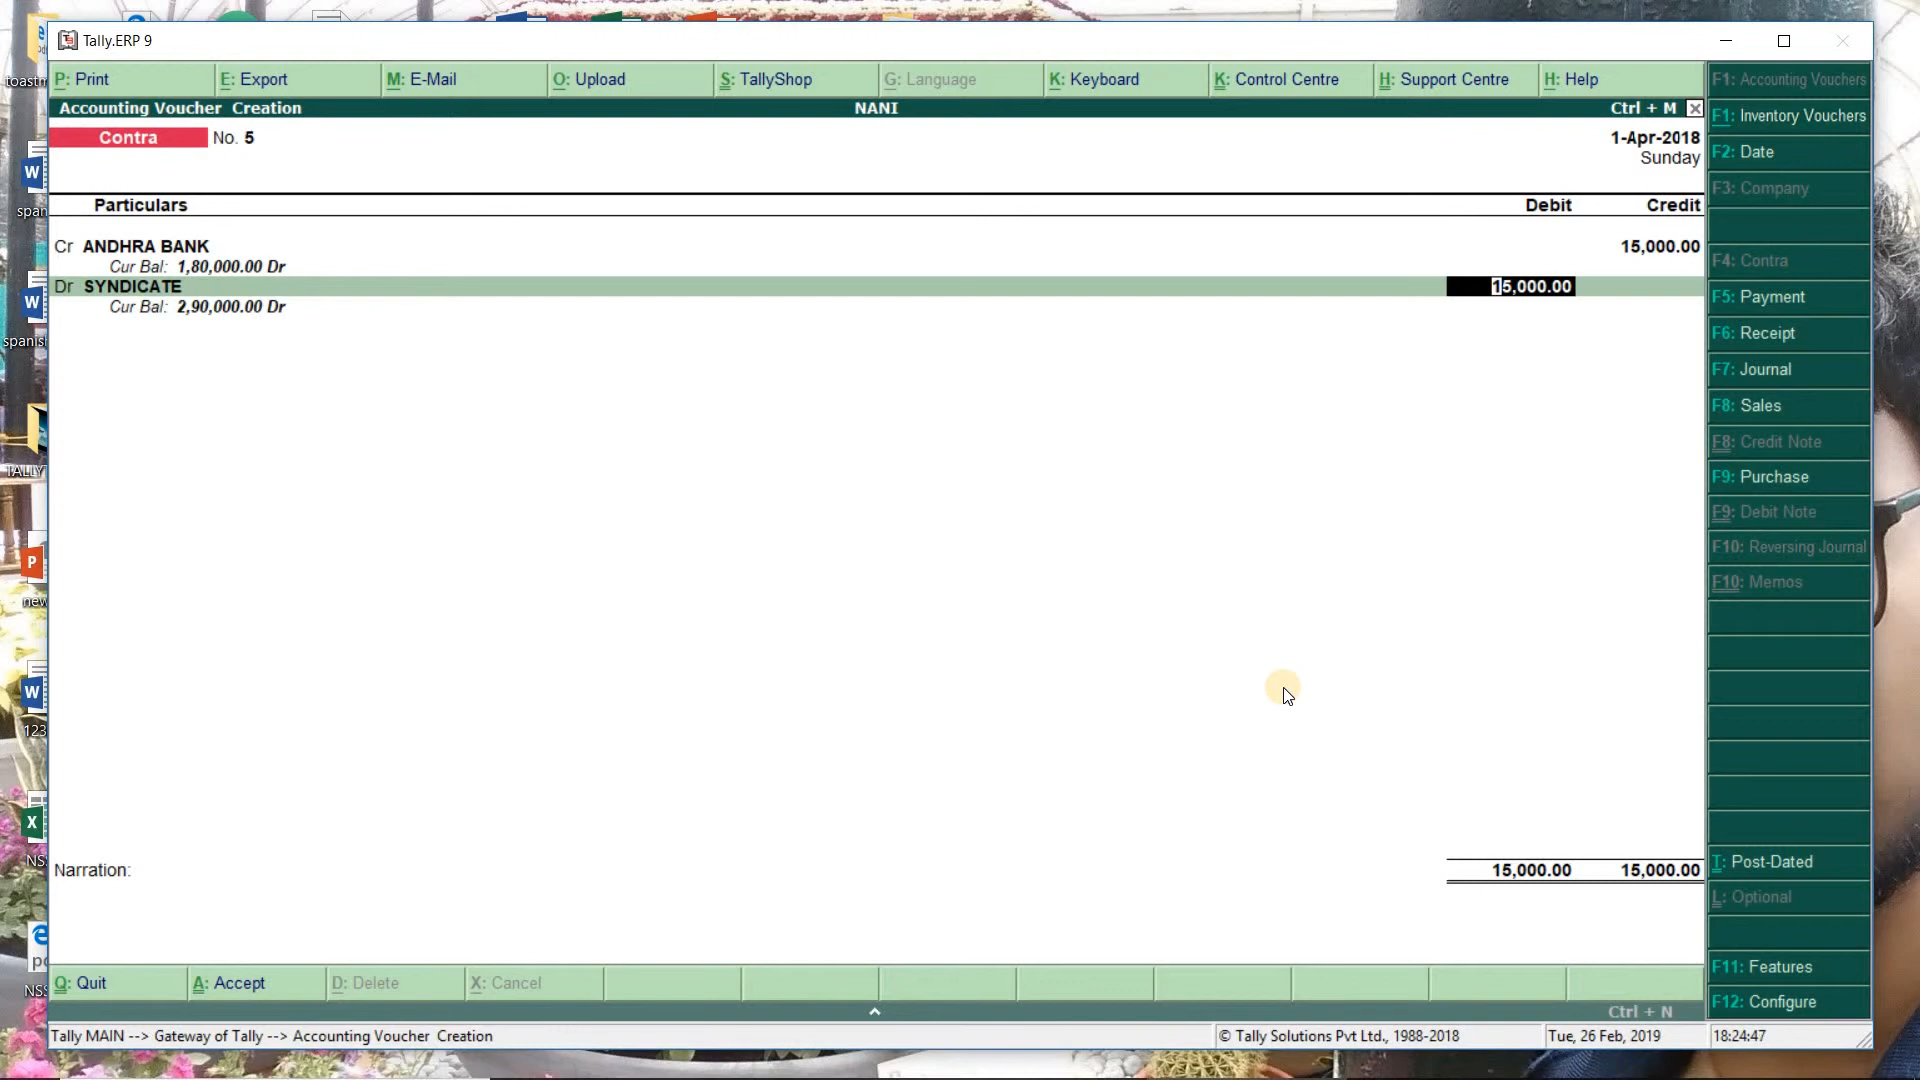 Tally.ERP 9
P: Print E: Export M: E-Mail O: Upload S: TallyShop G: Language K: Keyboard K: Control Centre H: Support Centre H: Help
Accounting Voucher Creation NANI Ctrl + M
Contra No. 5 1-Apr-2018
Sunday
Particulars Debit Credit
Cr ANDHRA BANK 15,000.00
Cur Bal: 1,80,000.00 Dr
Dr SYNDICATE 15,000.00
Cur Bal: 2,90,000.00 Dr
Narration: 15,000.00 15,000.00
Q: Quit A: Accept D: Delete X: Cancel
Ctrl + N
Tally MAIN --> Gateway of Tally --> Accounting Voucher Creation © Tally Solutions Pvt Ltd., 1988-2018 Tue, 26 Feb, 2019 18:24:47
F1: Accounting Vouchers
F1: Inventory Vouchers
F2: Date
F3: Company
F4: Contra
F5: Payment
F6: Receipt
F7: Journal
F8: Sales
F8: Credit Note
F9: Purchase
F9: Debit Note
F10: Reversing Journal
F10: Memos
T: Post-Dated
L: Optional
F11: Features
F12: Configure
span
spanis
TALLY
new
123
NSS